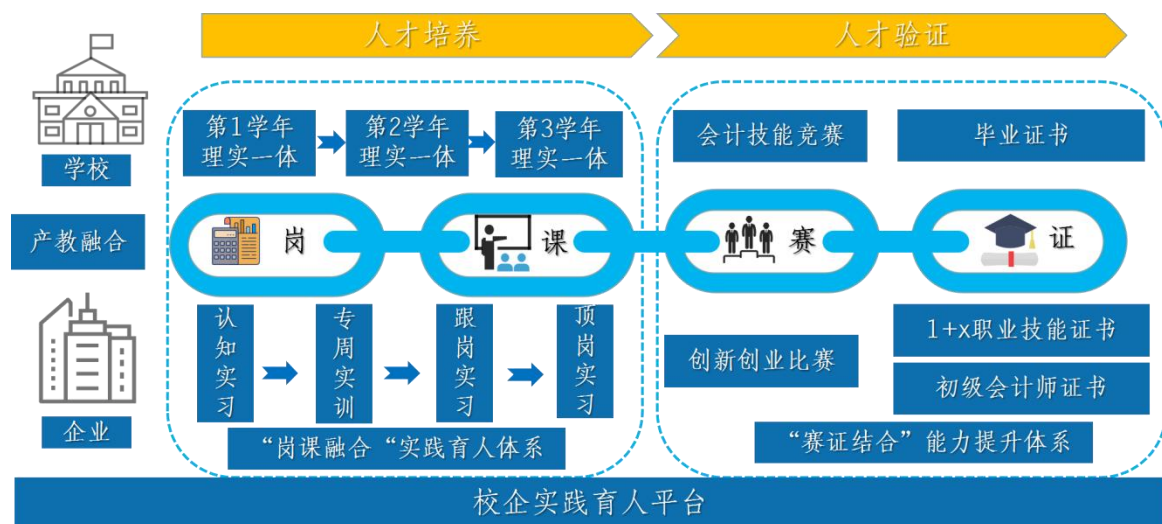 人才培养
人才验证
学校
产教融合
企业
第1学年
理实一体
第2学年
理实一体
第3学年
理实一体
岗
课
认知实习
专周实训
跟岗实习
顶岗实习
“岗课融合“实践育人体系
会计技能竞赛
毕业证书
赛
证
创新创业比赛
1+x职业技能证书
初级会计师证书
“赛证结合”能力提升体系
校企实践育人平台